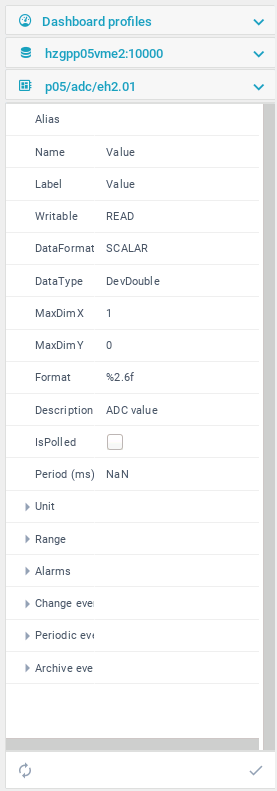 Dashboard profiles
hzgpp05vme2:10000
p05/adc/eh2.01
Alias
Name Value
Label Value
Writable READ
DataFormat SCALAR
DataType DevDouble
MaxDimX 1
MaxDimY 0
Format %2.6f
Description ADC value
IsPolled
Period (ms) NaN
Unit
Range
Alarms
Change eve
Periodic eve
Archive eve